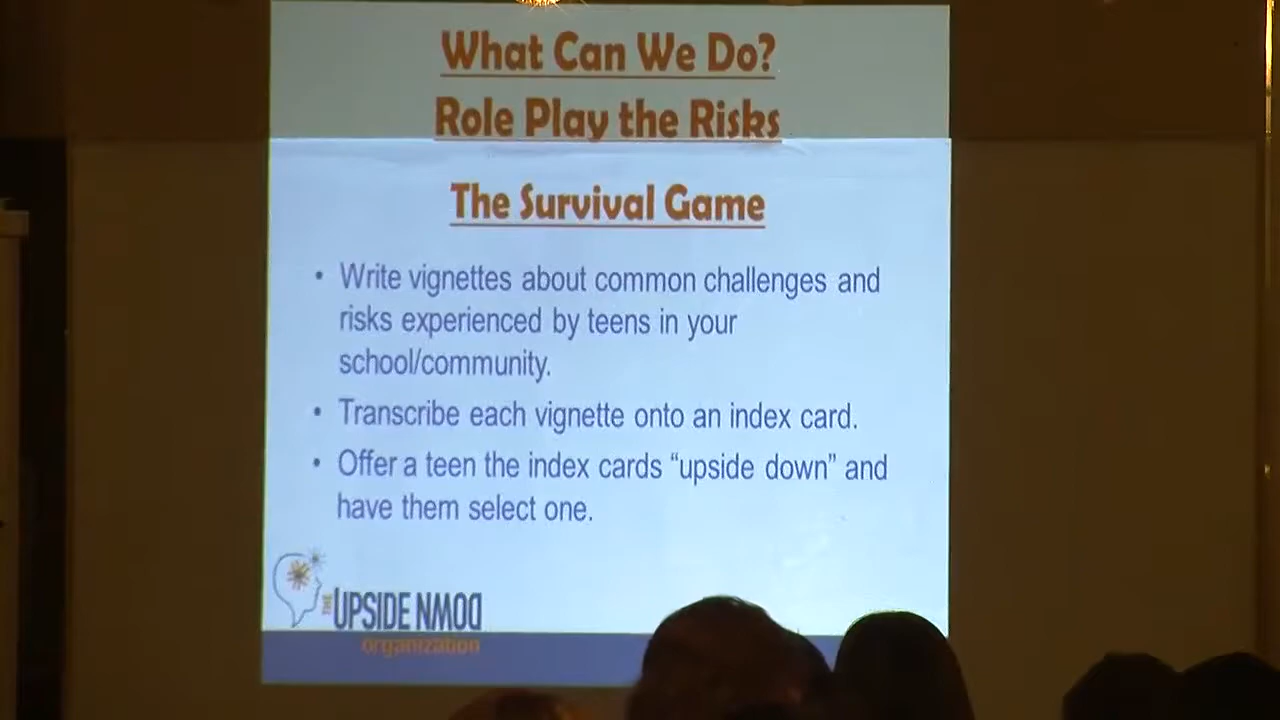 What Can We Do?
Role Play the Risks
The Survival Game
• Write vignettes about common challenges and
risks experienced by teens in your
school/community.
• Transcribe each vignette onto an index card.
• Offer a teen the index cards “upside down” and
have them select one.
THE UPSIDE DOWN
organization